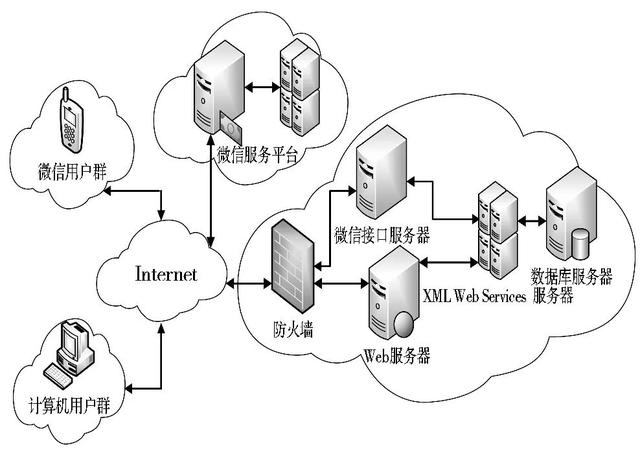 微信服务平台
微信用户群
微信接口服务器
Internet
防火墙
XML Web Services
数据库服务器
服务器
Web服务器
计算机用户群